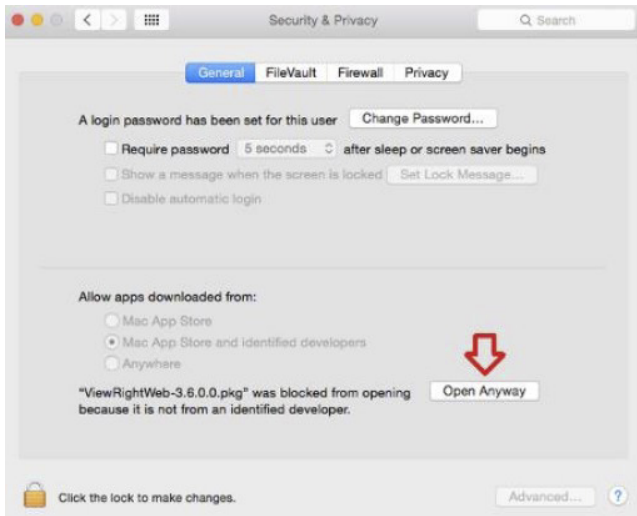 Security & Privacy
Search
General FileVault Firewall Privacy
A login password has been set for this user Change Password...
Require password 5 seconds after sleep or screen saver begins
Show a message when the screen is locked Set Lock Message...
Disable automatic login
Allow apps downloaded from:
Mac App Store
Mac App Store and identified developers
Anywhere
"ViewRightWeb-3.6.0.0.pkg" was blocked from opening Open Anyway
because it is not from an identified developer.
Click the lock to make changes. Advanced... ?